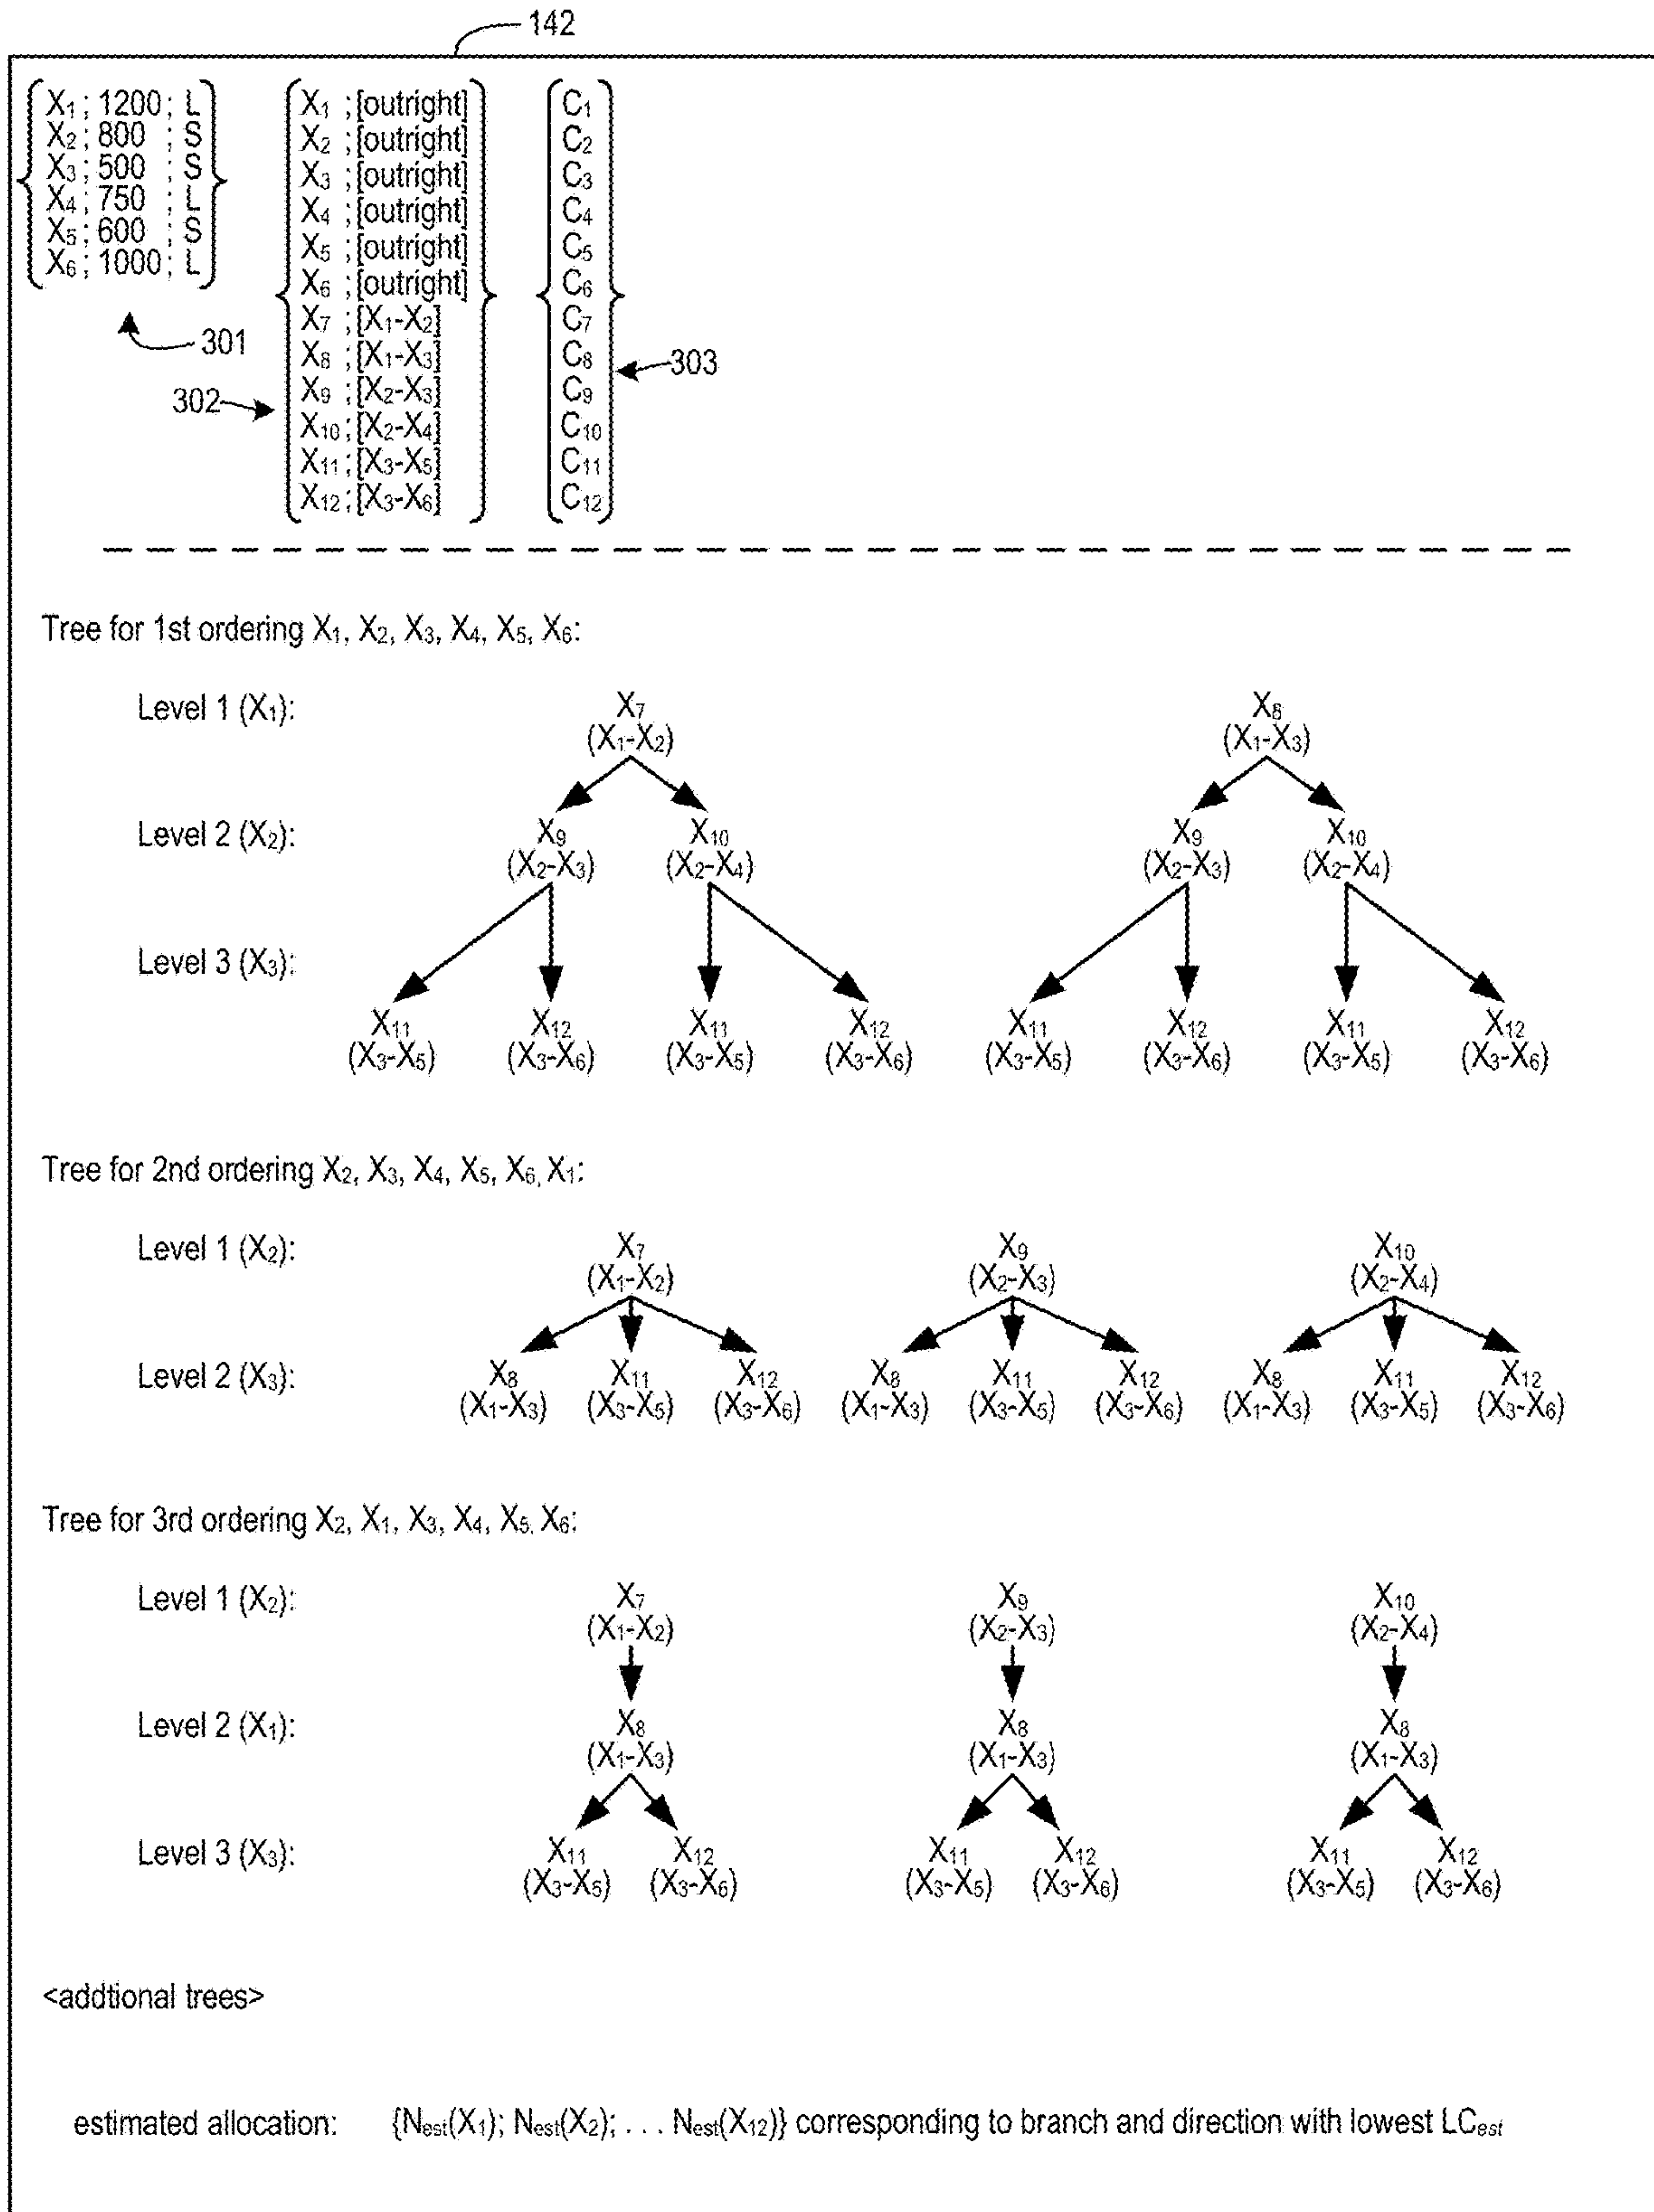 142
X1 ; 1200 ; L
X2 ; 800 ; S
X3 ; 500 ; S
X4 ; 750 ; L
X5 ; 600 ; S
X6 ; 1000 ; L
301
X1 ; [outright]
X2 ; [outright]
X3 ; [outright]
X4 ; [outright]
X5 ; [outright]
X6 ; [outright]
X7 ; [X1-X2]
X8 ; [X1-X3]
X9 ; [X2-X3]
X10 ; [X2-X4]
X11 ; [X3-X5]
X12 ; [X3-X6]
302
C1
C2
C3
C4
C5
C6
C7
C8
C9
C10
C11
C12
303
Tree for 1st ordering X1, X2, X3, X4, X5, X6:
Level 1 (X1): X7 X8
(X1-X2) (X1-X3)
Level 2 (X2): X9 X10 X9 X10
(X2-X3) (X2-X4) (X2-X3) (X2-X4)
Level 3 (X3):
X11 X12 X11 X12 X11 X12 X11 X12
(X3-X5) (X3-X6) (X3-X5) (X3-X6) (X3-X5) (X3-X6) (X3-X5) (X3-X6)
Tree for 2nd ordering X2, X3, X4, X5, X6, X1:
Level 1 (X2): X7 X9 X10
(X1-X2) (X2-X3) (X2-X4)
Level 2 (X3): X8 X11 X12 X8 X11 X12 X8 X11 X12
(X1-X3) (X3-X5) (X3-X6) (X1-X3) (X3-X5) (X3-X6) (X1-X3) (X3-X5) (X3-X6)
Tree for 3rd ordering X2, X1, X3, X4, X5, X6:
Level 1 (X2): X7 X9 X10
(X1-X2) (X2-X3) (X2-X4)
Level 2 (X1): X8 X8 X8
(X1-X3) (X1-X3) (X1-X3)
Level 3 (X3): X11 X12 X11 X12 X11 X12
(X3-X5) (X3-X6) (X3-X5) (X3-X6) (X3-X5) (X3-X6)
<addtional trees>
estimated allocation: {Nest(X1); Nest(X2); . . . Nest(X12)} corresponding to branch and direction with lowest LCest